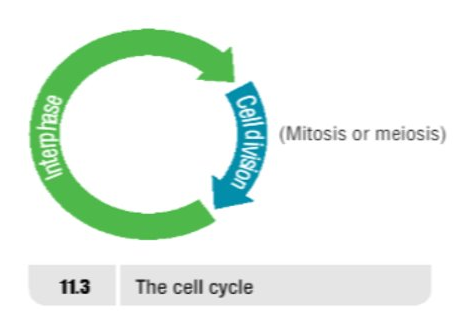 Interphase
Cell division
(Mitosis or meiosis)
11.3 The cell cycle